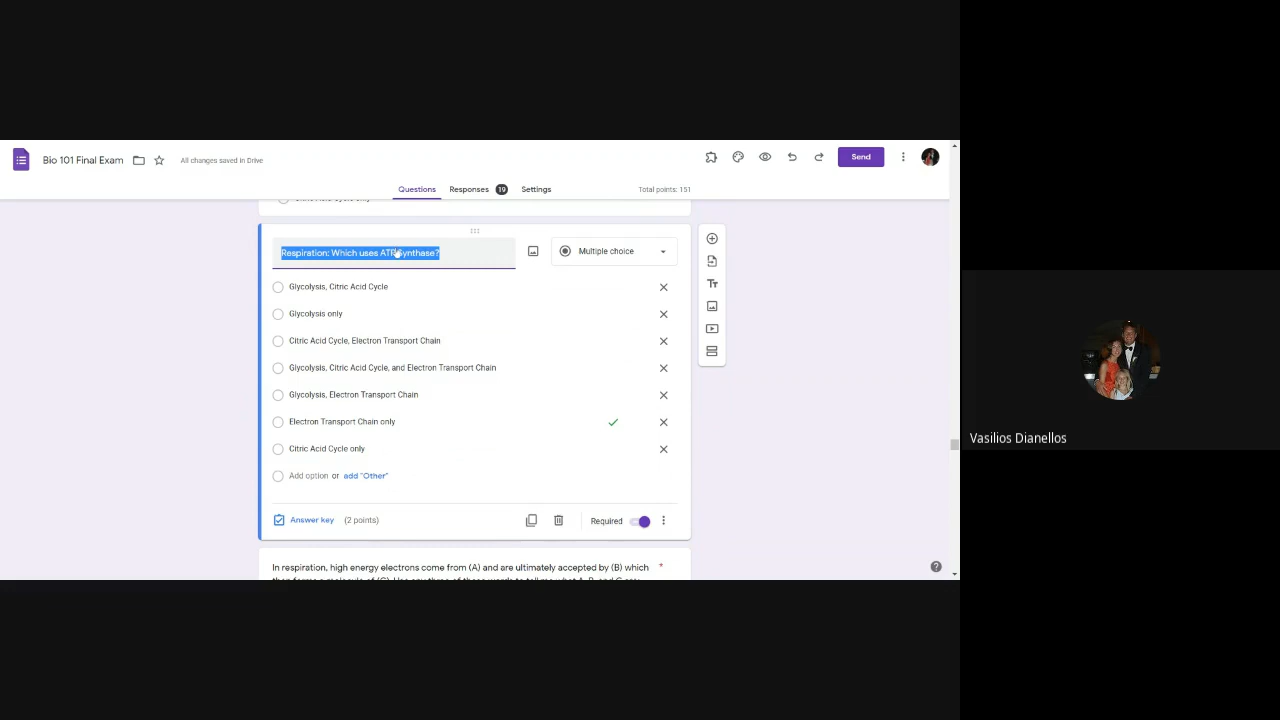 Bio 101 Final Exam
All changes saved in Drive
Send
Questions
Responses 19
Settings
Total points: 151
Citric Acid Cycle only
Respiration: Which uses ATP Synthase?
Multiple choice
Glycolysis, Citric Acid Cycle
Glycolysis only
Citric Acid Cycle, Electron Transport Chain
Glycolysis, Citric Acid Cycle, and Electron Transport Chain
Glycolysis, Electron Transport Chain
Electron Transport Chain only
Citric Acid Cycle only
Add option or add "Other"
Answer key (2 points)
Required
In respiration, high energy electrons come from (A) and are ultimately accepted by (B) which *
Vasilios Dianellos